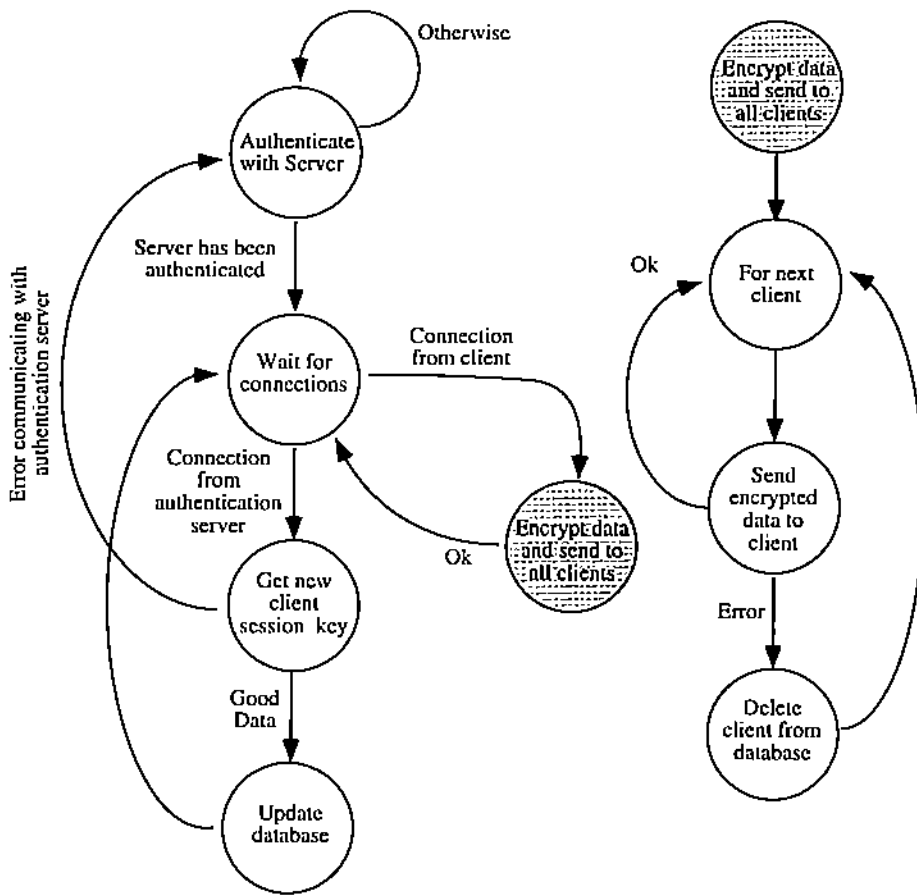 Otherwise
Authenticate
with Server
Server has been
authenticated
Error communicating with
authentication server
Wait for
connections
Connection
from client
Connection
from
authentication
server
Encrypt data
and send to
all clients
Ok
Get new
client
session key
Good
Data
Update
database
Encrypt data
and send to
all clients
For next
client
Ok
Send
encrypted
data to
client
Error
Delete
client from
database